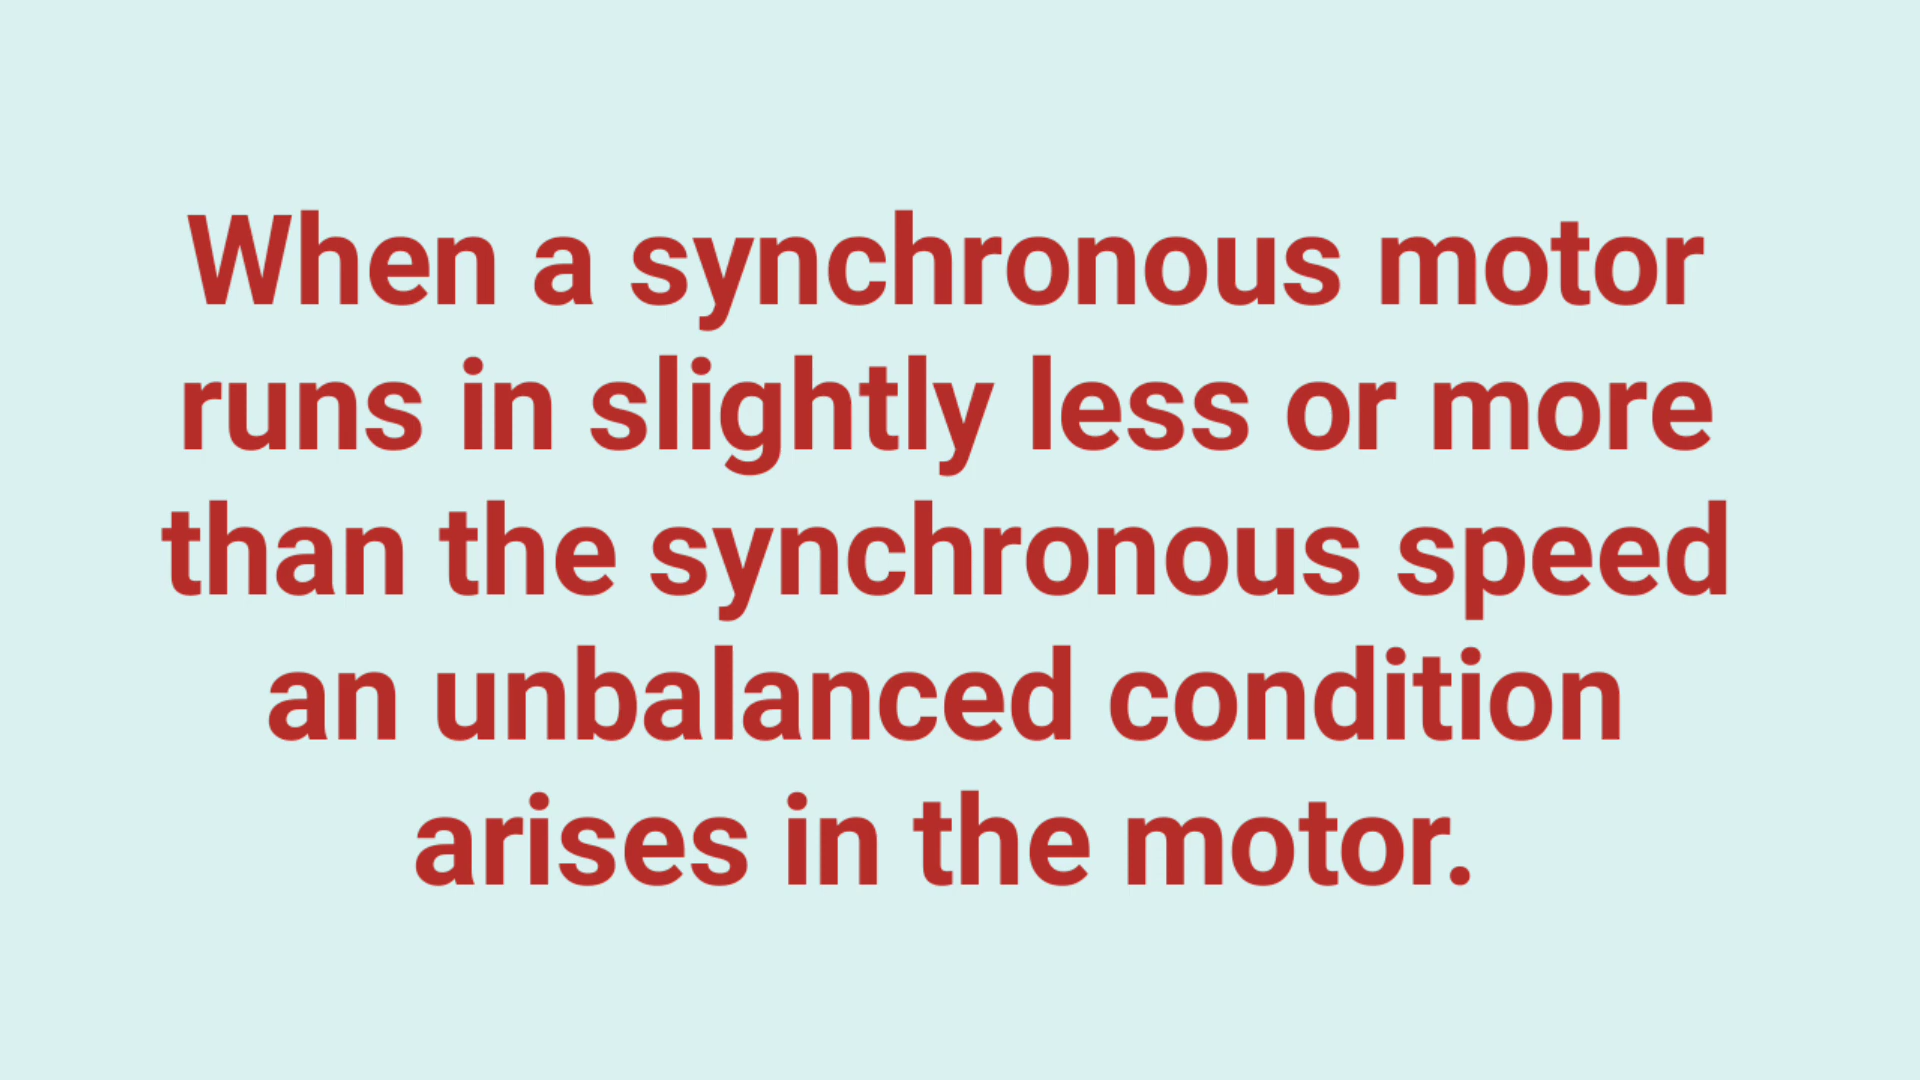 When a synchronous motor
runs in slightly less or more
than the synchronous speed
an unbalanced condition
arises in the motor.